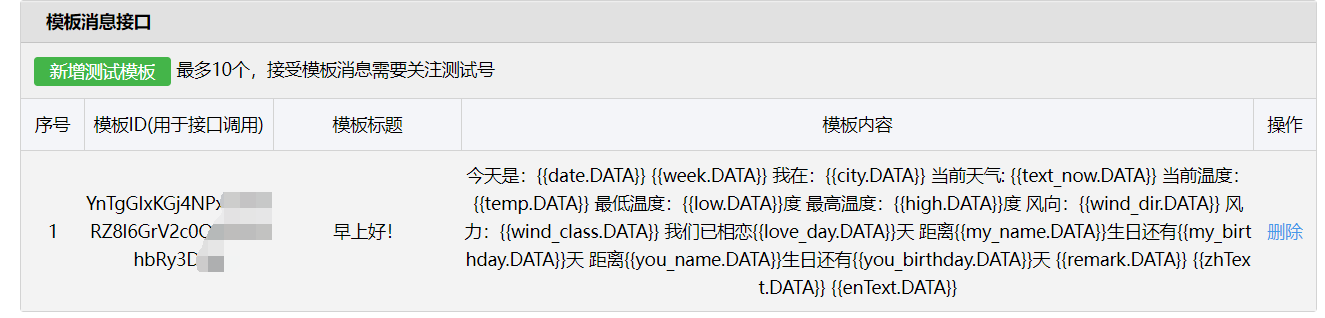 模板消息接口
新增测试模板 最多10个，接受模板消息需要关注测试号
序号 模板ID(用于接口调用) 模板标题 模板内容 操作
1
YnTgGIxKGj4NPx
RZ8I6GrV2c0
hbRy3D
早上好！
今天是：{{date.DATA}} {{week.DATA}} 我在：{{city.DATA}} 当前天气: {{text_now.DATA}} 当前温度：
{{temp.DATA}} 最低温度：{{low.DATA}}度 最高温度：{{high.DATA}}度 风向：{{wind_dir.DATA}} 风
力：{{wind_class.DATA}} 我们已相恋{{love_day.DATA}}天 距离{{my_name.DATA}}生日还有{{my_birt
hday.DATA}}天 距离{{you_name.DATA}}生日还有{{you_birthday.DATA}}天 {{remark.DATA}} {{zhTex
t.DATA}} {{enText.DATA}}
删除